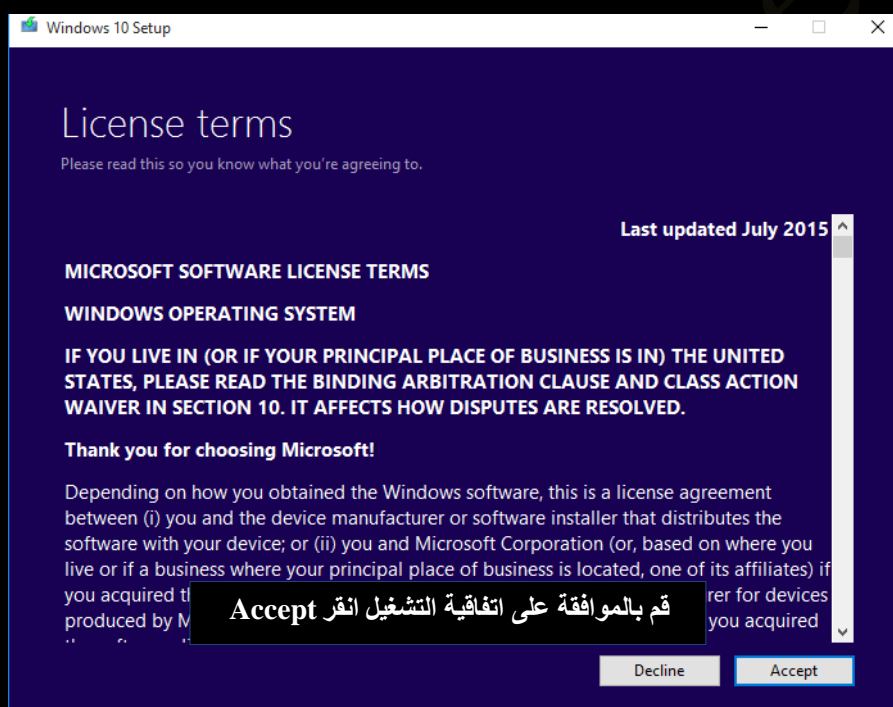 Windows 10 Setup
License terms
Please read this so you know what you're agreeing to.
Last updated July 2015
MICROSOFT SOFTWARE LICENSE TERMS
WINDOWS OPERATING SYSTEM
IF YOU LIVE IN (OR IF YOUR PRINCIPAL PLACE OF BUSINESS IS IN) THE UNITED
STATES, PLEASE READ THE BINDING ARBITRATION CLAUSE AND CLASS ACTION
WAIVER IN SECTION 10. IT AFFECTS HOW DISPUTES ARE RESOLVED.
Thank you for choosing Microsoft!
Depending on how you obtained the Windows software, this is a license agreement
between (i) you and the device manufacturer or software installer that distributes the
software with your device; or (ii) you and Microsoft Corporation (or, based on where you
live or if a business where your principal place of business is located, one of its affiliates) if
you acquired rer for devices
produced by you acquired
قم بالموافقة على اتفاقية التشغيل انقر Accept
Decline Accept